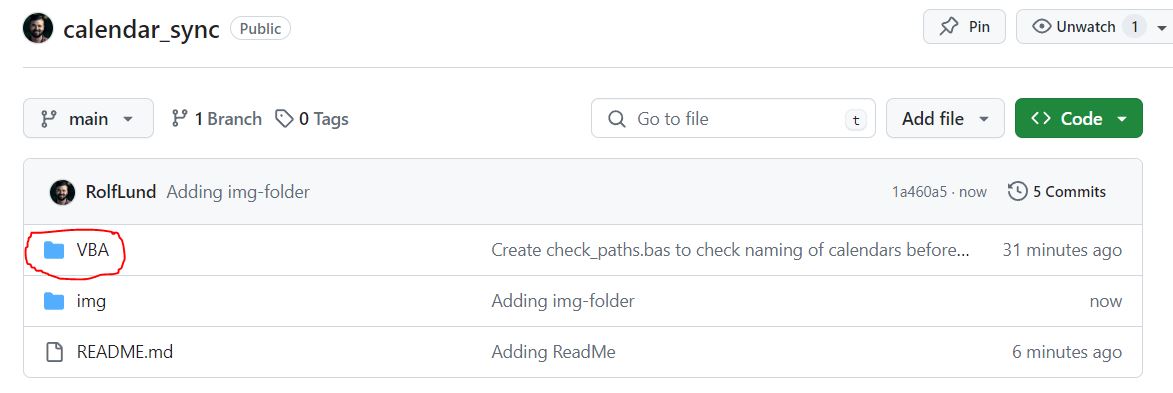 calendar_sync Public Pin Unwatch 1
main 1 Branch 0 Tags Go to file t Add file Code
RolfLund Adding img-folder 1a460a5 · now 5 Commits
VBA Create check_paths.bas to check naming of calendars before… 31 minutes ago
img Adding img-folder now
README.md Adding ReadMe 6 minutes ago